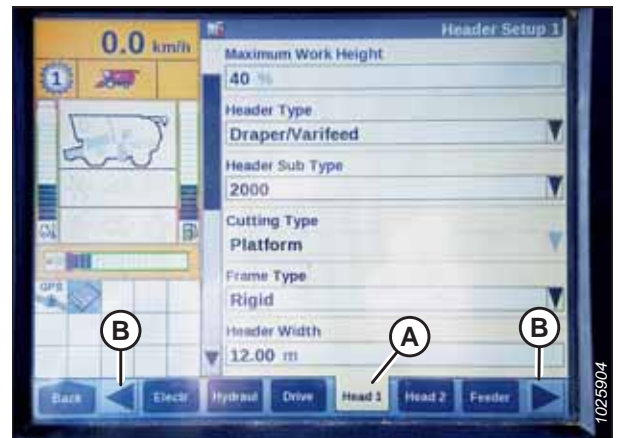 0.0 km/h
Header Setup 1
Maximum Work Height
40 %
1
Header Type
Draper/Varifeed
Header Sub Type
2000
Cutting Type
Platform
Frame Type
Rigid
GPS
Header Width
12.00 m
B
A
B
Back
Electr
Hydraul
Drive
Head 1
Head 2
Feeder
1025904